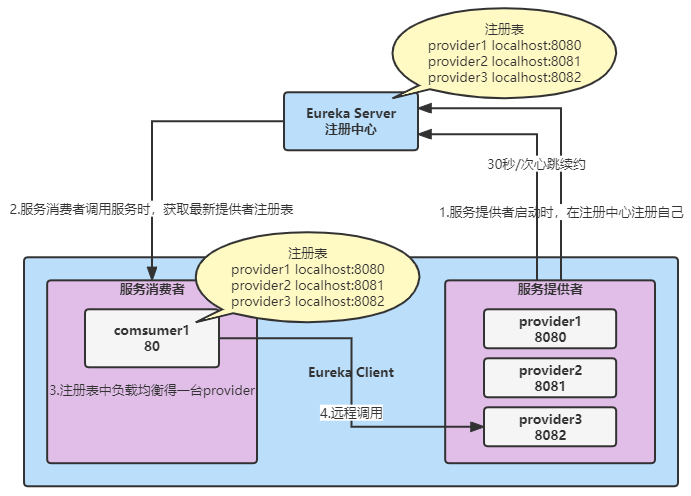 注册表
provider1 localhost:8080
provider2 localhost:8081
provider3 localhost:8082
Eureka Server
注册中心
30秒/次心跳续约
2.服务消费者调用服务时，获取最新提供者注册表
1.服务提供者启动时，在注册中心注册自己
注册表
provider1 localhost:8080
provider2 localhost:8081
provider3 localhost:8082
服务消费者
服务提供者
comsumer1
80
provider1
8080
Eureka Client
provider2
8081
3.注册表中负载均衡得一台provider
4.远程调用
provider3
8082